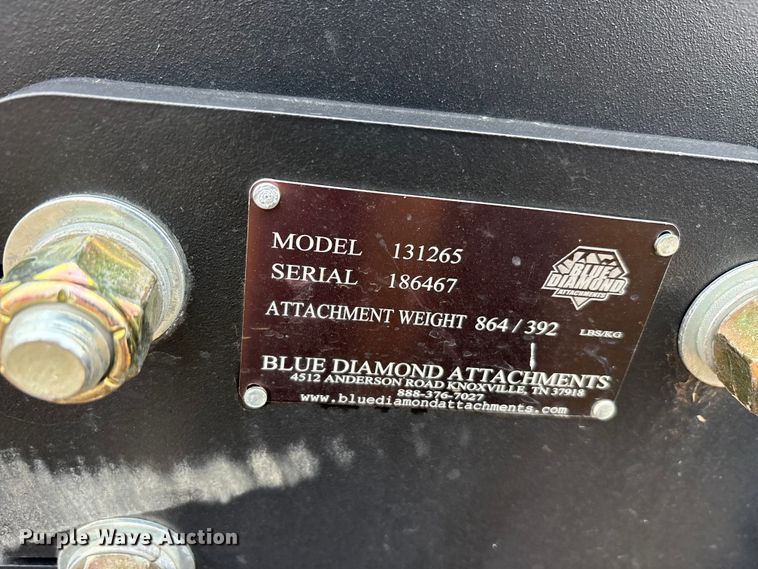 MODEL 131265
SERIAL 186467
BLUE
DIAMOND
ATTACHMENTS
ATTACHMENT WEIGHT 864 / 392 LBS/KG
BLUE DIAMOND ATTACHMENTS
4512 ANDERSON ROAD KNOXVILLE, TN 37918
888-376-7027
www.bluediamondattachments.com
Purple Wave Auction